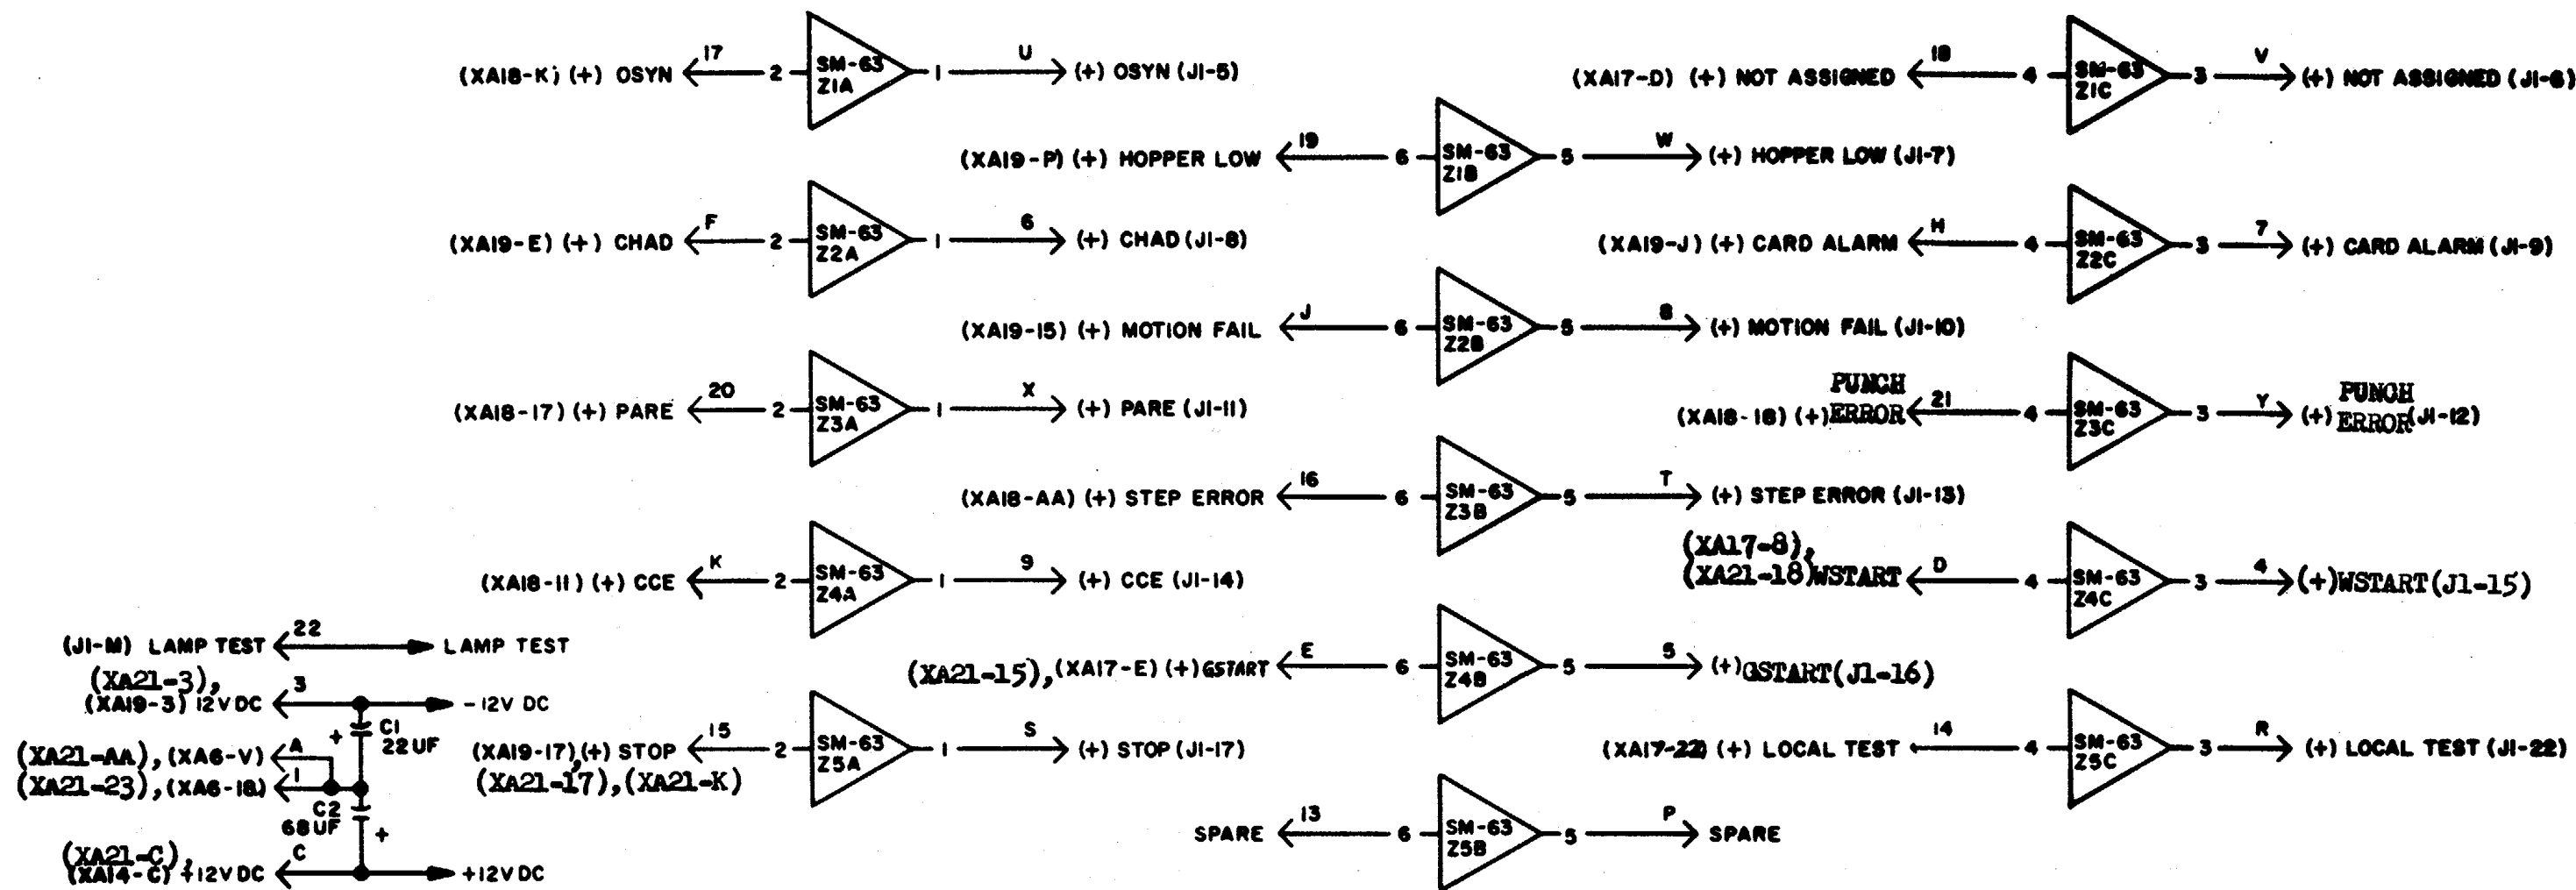 (XA18-K) (+) OSYN 17 2 SM-63 Z1A 1 U (+) OSYN (J1-5)
(XA17-D) (+) NOT ASSIGNED 18 4 SM-63 Z1C 3 V (+) NOT ASSIGNED (J1-6)
(XA19-P) (+) HOPPER LOW 19 6 SM-63 Z1B 5 W (+) HOPPER LOW (J1-7)
(XA19-E) (+) CHAD F 2 SM-63 Z2A 1 6 (+) CHAD (J1-8)
(XA19-J) (+) CARD ALARM H 4 SM-63 Z2C 3 7 (+) CARD ALARM (J1-9)
(XA19-15) (+) MOTION FAIL J 6 SM-63 Z2B 5 8 (+) MOTION FAIL (J1-10)
(XA18-17) (+) PARE 20 2 SM-63 Z3A 1 X (+) PARE (J1-11)
(XA18-18) (+) PUNCH ERROR 21 4 SM-63 Z3C 3 Y (+) PUNCH ERROR (J1-12)
(XA18-AA) (+) STEP ERROR 16 6 SM-63 Z3B 5 T (+) STEP ERROR (J1-13)
(XA18-11) (+) CCE K 2 SM-63 Z4A 1 9 (+) CCE (J1-14)
(XA17-8),
(XA21-18) WSTART D 4 SM-63 Z4C 3 4 (+) WSTART (J1-15)
(J1-M) LAMP TEST 22 LAMP TEST
(XA21-15), (XA17-E) (+) GSTART E 6 SM-63 Z4B 5 5 (+) GSTART (J1-16)
(XA21-3),
(XA19-3) 12V DC 3 -12V DC
+ C1
22 UF
(XA21-AA), (XA6-V) A
(XA21-23), (XA6-18) 1
C2
68 UF +
(XA19-17), (+) STOP 15 2 SM-63 Z5A 1 S (+) STOP (J1-17)
(XA21-17), (XA21-K)
(XA17-22) (+) LOCAL TEST 14 4 SM-63 Z5C 3 R (+) LOCAL TEST (J1-22)
SPARE 13 6 SM-63 Z5B 5 P SPARE
(XA21-C),
(XA14-C) +12V DC C +12V DC